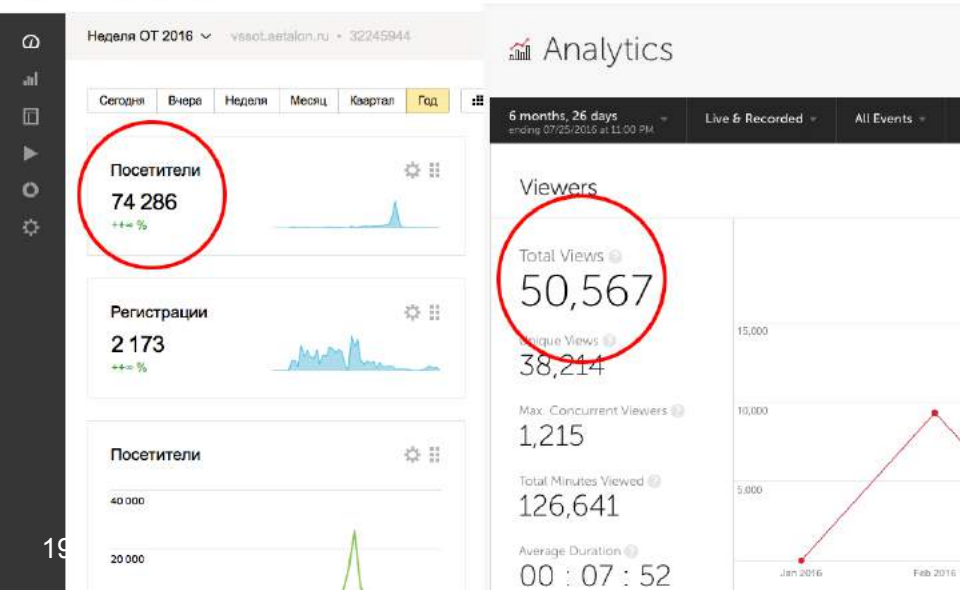 Неделя ОТ 2016
vssot.aetalon.ru • 32245944
Сегодня Вчера Неделя Месяц Квартал Год
Посетители
74 286
++∞ %
Регистрации
2 173
++∞ %
Посетители
40 000
20 000
19
Analytics
6 months, 26 days
ending 07/25/2016 at 11:00 PM
Live & Recorded
All Events
Viewers
Total Views
50,567
Unique Views
38,214
Max. Concurrent Viewers
1,215
Total Minutes Viewed
126,641
Average Duration
00 : 07 : 52
15,000
10,000
5,000
Jan 2016
Feb 2016